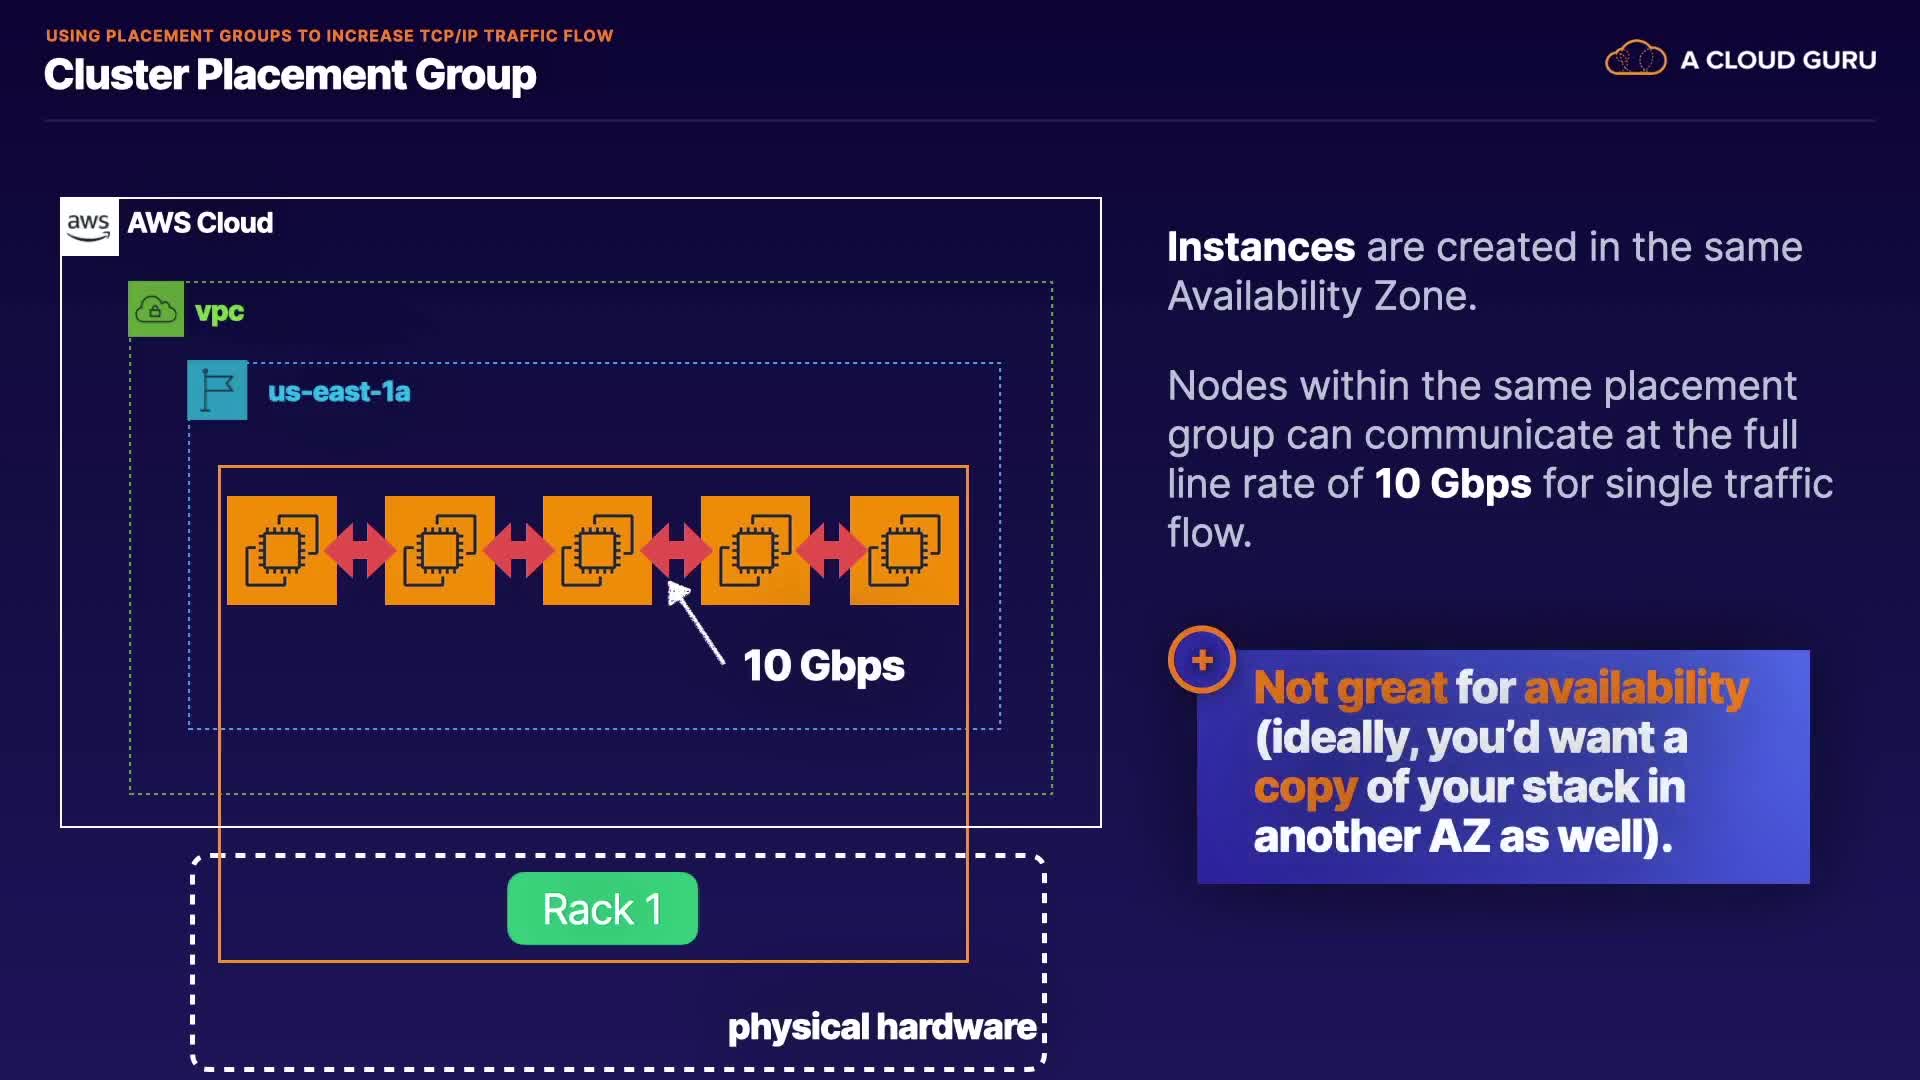 USING PLACEMENT GROUPS TO INCREASE TCP/IP TRAFFIC FLOW
Cluster Placement Group
A CLOUD GURU
aws
AWS Cloud
vpc
us-east-1a
10 Gbps
Rack 1
physical hardware
Instances are created in the same
Availability Zone.
Nodes within the same placement
group can communicate at the full
line rate of 10 Gbps for single traffic
flow.
+
Not great for availability
(ideally, you’d want a
copy of your stack in
another AZ as well).